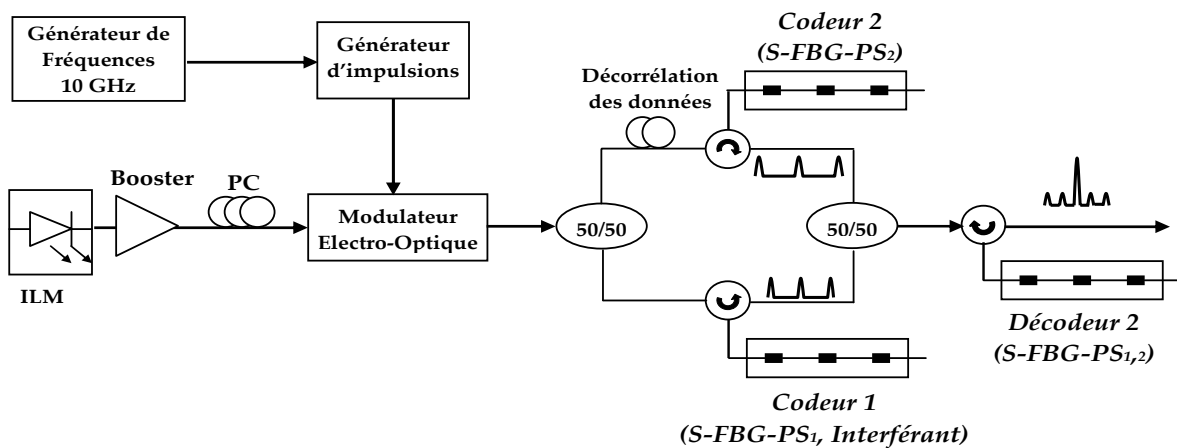 Générateur de
Fréquences
10 GHz
Générateur
d'impulsions
Codeur 2
(S-FBG-PS2)
Décorrélation
des données
Booster
PC
ILM
Modulateur
Electro-Optique
50/50
50/50
Décodeur 2
(S-FBG-PS1,2)
Codeur 1
(S-FBG-PS1, Interférant)